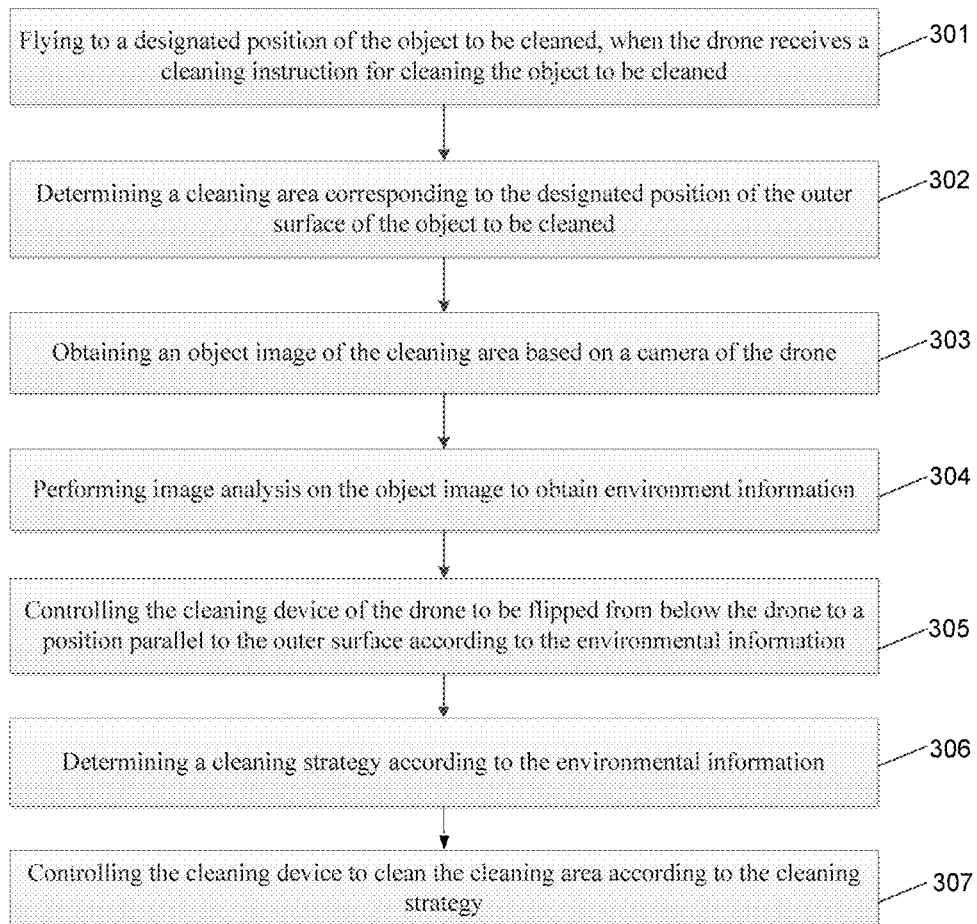 Flying to a designated position of the object to be cleaned, when the drone receives a
cleaning instruction for cleaning the object to be cleaned
301
Determining a cleaning area corresponding to the designated position of the outer
surface of the object to be cleaned
302
Obtaining an object image of the cleaning area based on a camera of the drone
303
Performing image analysis on the object image to obtain environment information
304
Controlling the cleaning device of the drone to be flipped from below the drone to a
position parallel to the outer surface according to the environmental information
305
Determining a cleaning strategy according to the environmental information
306
Controlling the cleaning device to clean the cleaning area according to the cleaning
strategy
307